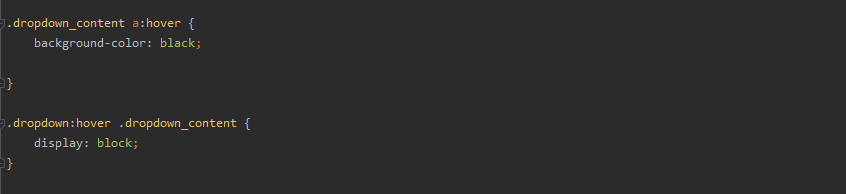 .dropdown_content a:hover {
    background-color: black;
}
.dropdown:hover .dropdown_content {
    display: block;
}